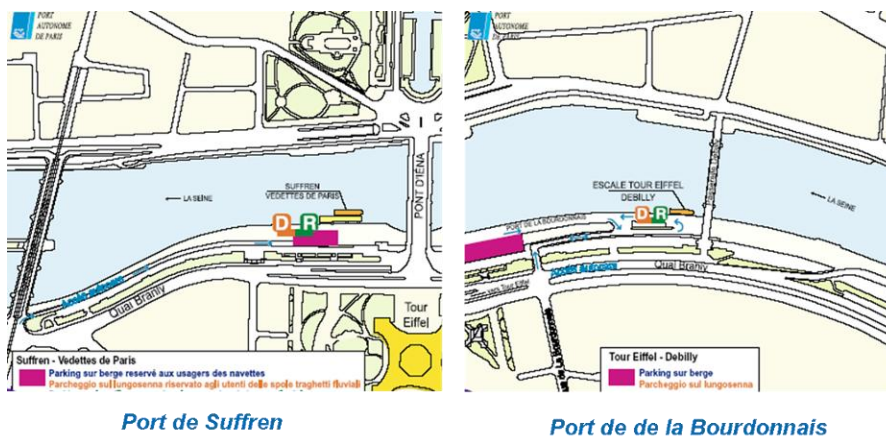 PORT
AUTONOME
DE PARIS
SUFFREN
VEDETTES DE PARIS
LA SEINE
D-R
PONT D'IÉNA
Quai Branly
Tour
Eiffel
Suffren - Vedettes de Paris
Parking sur berge reservé aux usagers des navettes
Parcheggio sul lungosenna riservato agli utenti delle spole traghetti fluviali
Port de Suffren
PORT
AUTONOME
DE PARIS
ESCALE TOUR EIFFEL
DEBILLY
LA SEINE
D-R
PORT DE LA BOURDONNAIS
Quai Branly
vers Tour Eiffel
Tour Eiffel - Debilly
Parking sur berge
Parcheggio sul lungosenna
Port de de la Bourdonnais